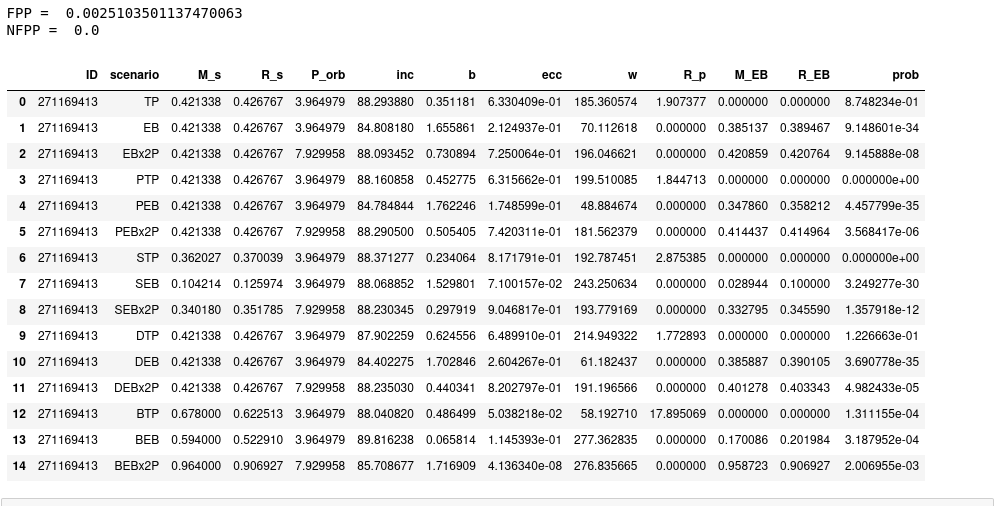 FPP =  0.0025103501137470063
NFPP =  0.0
ID scenario M_s R_s P_orb inc b ecc w R_p M_EB R_EB prob
0 271169413 TP 0.421338 0.426767 3.964979 88.293880 0.351181 6.330409e-01 185.360574 1.907377 0.000000 0.000000 8.748234e-01
1 271169413 EB 0.421338 0.426767 3.964979 84.808180 1.655861 2.124937e-01 70.112618 0.000000 0.385137 0.389467 9.148601e-34
2 271169413 EBx2P 0.421338 0.426767 7.929958 88.093452 0.730894 7.250064e-01 196.046621 0.000000 0.420859 0.420764 9.145888e-08
3 271169413 PTP 0.421338 0.426767 3.964979 88.160858 0.452775 6.315662e-01 199.510085 1.844713 0.000000 0.000000 0.000000e+00
4 271169413 PEB 0.421338 0.426767 3.964979 84.784844 1.762246 1.748599e-01 48.884674 0.000000 0.347860 0.358212 4.457799e-35
5 271169413 PEBx2P 0.421338 0.426767 7.929958 88.290500 0.505405 7.420311e-01 181.562379 0.000000 0.414437 0.414964 3.568417e-06
6 271169413 STP 0.362027 0.370039 3.964979 88.371277 0.234064 8.171791e-01 192.787451 2.875385 0.000000 0.000000 0.000000e+00
7 271169413 SEB 0.104214 0.125974 3.964979 88.068852 1.529801 7.100157e-02 243.250634 0.000000 0.028944 0.100000 3.249277e-30
8 271169413 SEBx2P 0.340180 0.351785 7.929958 88.230345 0.297919 9.046817e-01 193.779169 0.000000 0.332795 0.345590 1.357918e-12
9 271169413 DTP 0.421338 0.426767 3.964979 87.902259 0.624556 6.489910e-01 214.949322 1.772893 0.000000 0.000000 1.226663e-01
10 271169413 DEB 0.421338 0.426767 3.964979 84.402275 1.702846 2.604267e-01 61.182437 0.000000 0.385887 0.390105 3.690778e-35
11 271169413 DEBx2P 0.421338 0.426767 7.929958 88.235030 0.440341 8.202797e-01 191.196566 0.000000 0.401278 0.403343 4.982433e-05
12 271169413 BTP 0.678000 0.622513 3.964979 88.040820 0.486499 5.038218e-02 58.192710 17.895069 0.000000 0.000000 1.311155e-04
13 271169413 BEB 0.594000 0.522910 3.964979 89.816238 0.065814 1.145393e-01 277.362835 0.000000 0.170086 0.201984 3.187952e-04
14 271169413 BEBx2P 0.964000 0.906927 7.929958 85.708677 1.716909 4.136340e-08 276.835665 0.000000 0.958723 0.906927 2.006955e-03